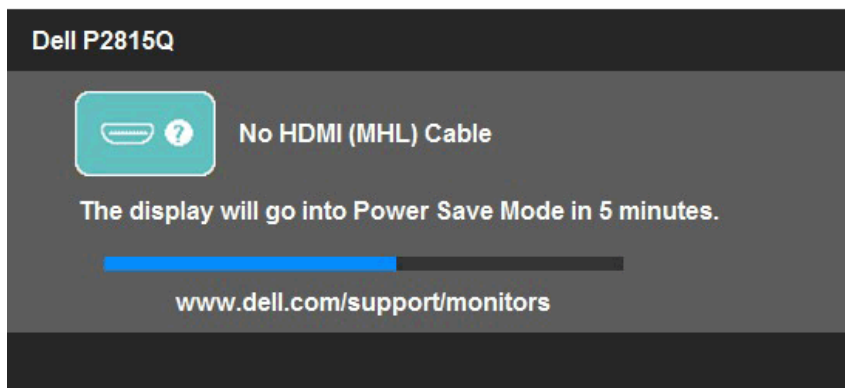 Dell P2815Q
?
No HDMI (MHL) Cable
The display will go into Power Save Mode in 5 minutes.
www.dell.com/support/monitors